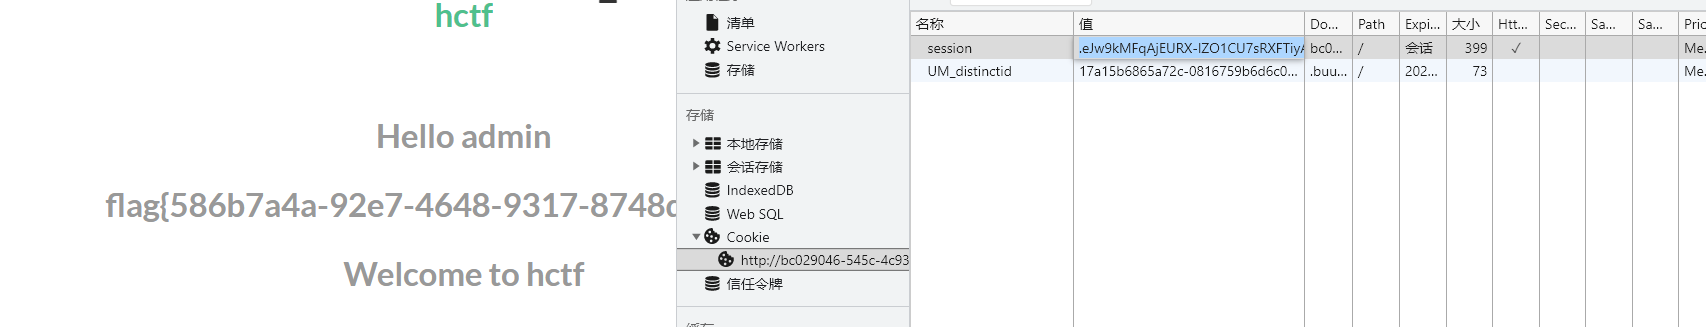 hctf
Hello admin
flag{586b7a4a-92e7-4648-9317-8748
Welcome to hctf
清单
Service Workers
存储
存储
本地存储
会话存储
IndexedDB
Web SQL
Cookie
http://bc029046-545c-4c93
信任令牌
名称 值 Do... Path Expi... 大小 Htt... Sec... Sa... Sa... Pric
session .eJw9kMFqAjEURX-IZO1CU7sRXFTiyA bc0... / 会话 399 ✓ Me.
UM_distinctid 17a15b6865a72c-0816759b6d6c0... .buu... / 202... 73 Me.